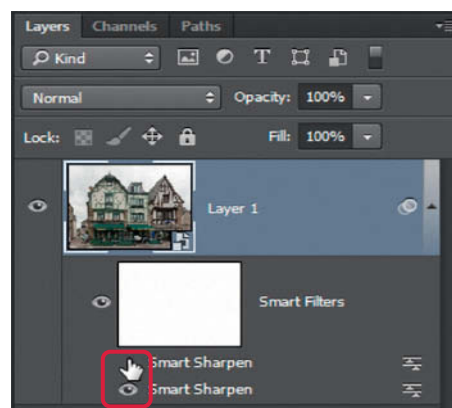 Layers Channels Paths
Kind T
Normal Opacity: 100%
Lock: Fill: 100%
Layer 1
Smart Filters
Smart Sharpen
Smart Sharpen